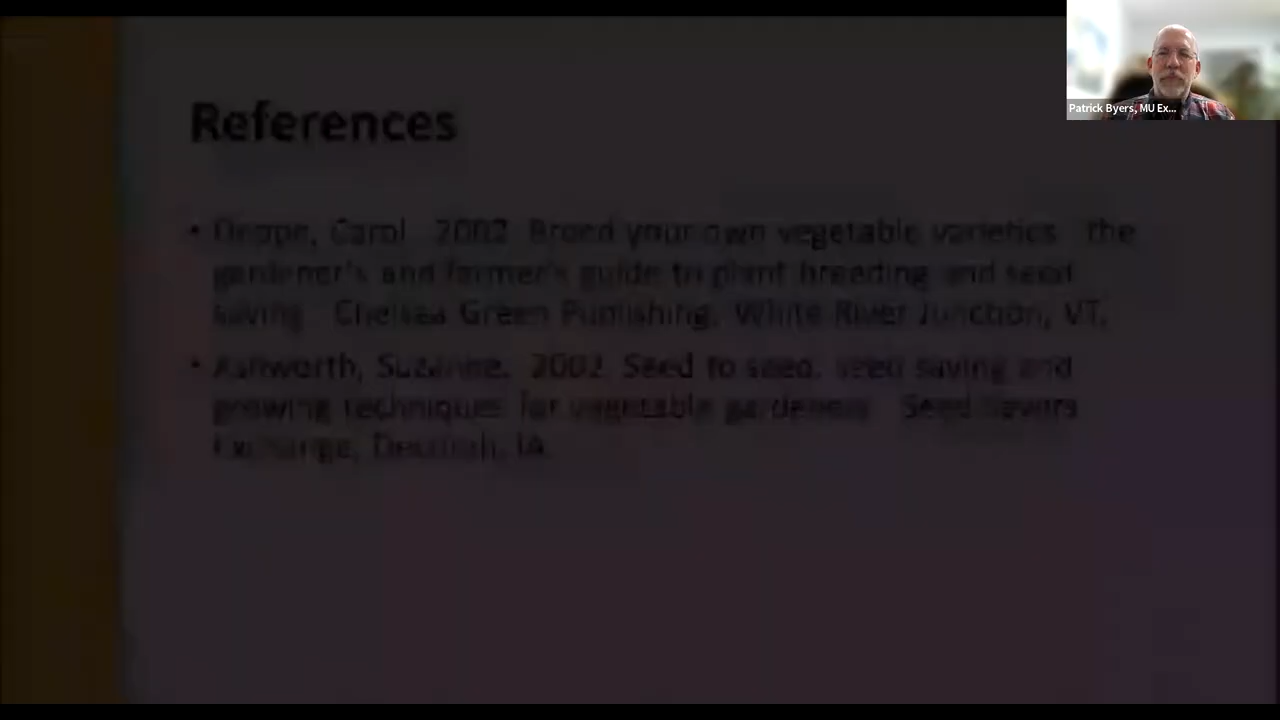 Patrick Byers, MU Ex...
References
• Deppe, Carol. 2002. Breed your own vegetable varieties: the
gardener's and farmer's guide to plant breeding and seed
saving. Chelsea Green Publishing, White River Junction, VT.
• Ashworth, Suzanne. 2002. Seed to seed: seed saving and
growing techniques for vegetable gardeners. Seed Savers
Exchange, Decorah, IA.